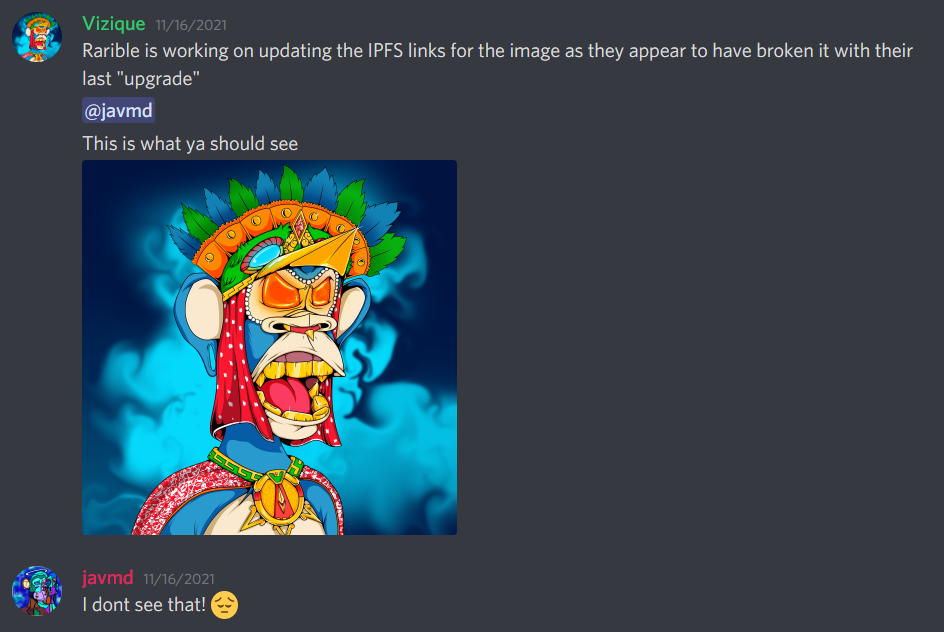 Vizique 11/16/2021
Rarible is working on updating the IPFS links for the image as they appear to have broken it with their
last "upgrade"
@javmd
This is what ya should see
javmd 11/16/2021
I dont see that! 😔